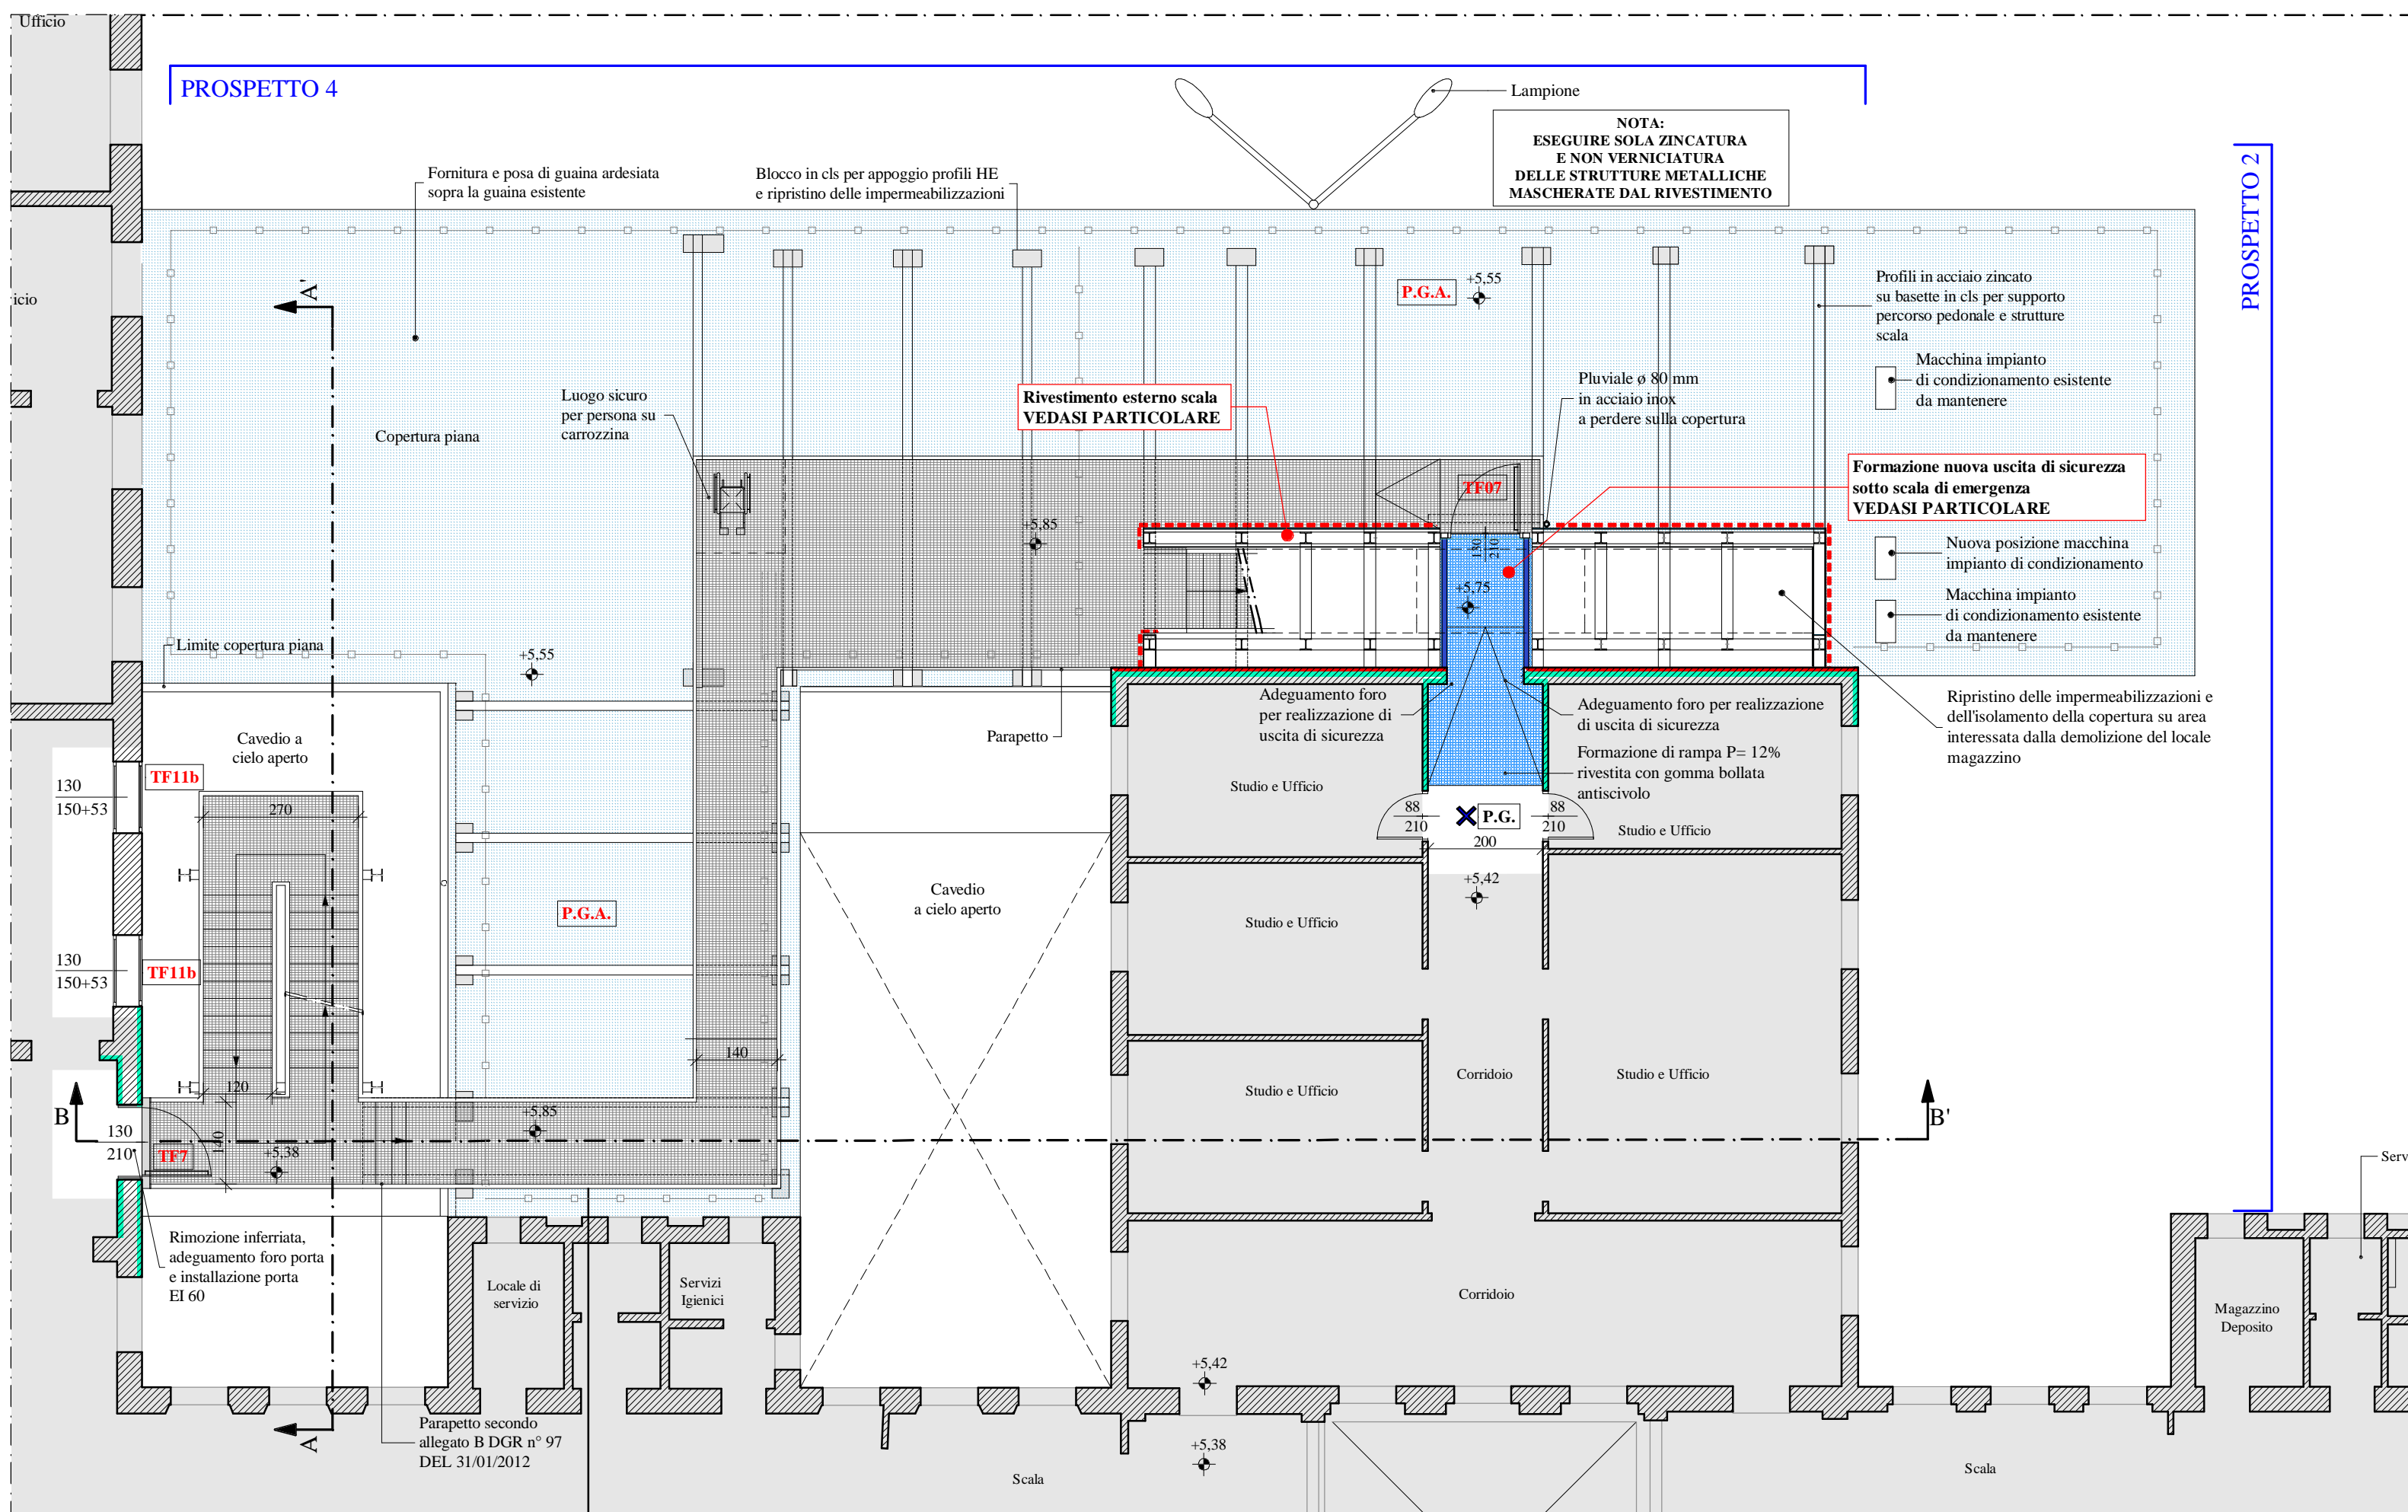 Ufficio
PROSPETTO 4
Lampione
NOTA:
ESEGUIRE SOLA ZINCATURA
E NON VERNICIATURA
DELLE STRUTTURE METALLICHE
MASCHERATE DAL RIVESTIMENTO
PROSPETTO 2
Fornitura e posa di guaina ardesiata
sopra la guaina esistente
Blocco in cls per appoggio profili HE
e ripristino delle impermeabilizzazioni
icio
A'
P.G.A.
+5,55
Profili in acciaio zincato
su basette in cls per supporto
percorso pedonale e strutture
scala
Macchina impianto
di condizionamento esistente
da mantenere
Luogo sicuro
per persona su
carrozzina
Rivestimento esterno scala
VEDASI PARTICOLARE
Pluviale ø 80 mm
in acciaio inox
a perdere sulla copertura
Copertura piana
Formazione nuova uscita di sicurezza
sotto scala di emergenza
VEDASI PARTICOLARE
TF07
+5,85
130
210
+5,75
Nuova posizione macchina
impianto di condizionamento
Macchina impianto
di condizionamento esistente
da mantenere
Limite copertura piana
+5,55
Adeguamento foro
per realizzazione di
uscita di sicurezza
Adeguamento foro per realizzazione
di uscita di sicurezza
Ripristino delle impermeabilizzazioni e
dell'isolamento della copertura su area
interessata dalla demolizione del locale
magazzino
Parapetto
Cavedio a
cielo aperto
Formazione di rampa P= 12%
rivestita con gomma bollata
antiscivolo
TF11b
130
150+53
270
Studio e Ufficio
88
210
P.G.
88
210
Studio e Ufficio
200
+5,42
Cavedio
a cielo aperto
P.G.A.
Studio e Ufficio
130
150+53
TF11b
140
120
Studio e Ufficio
Corridoio
Studio e Ufficio
B
B'
130
210
TF7
140
+5,38
+5,85
Rimozione inferriata,
adeguamento foro porta
e installazione porta
EI 60
Locale di
servizio
Servizi
Igienici
Corridoio
Magazzino
Deposito
Serv
+5,42
A
Parapetto secondo
allegato B DGR n° 97
DEL 31/01/2012
+5,38
Scala
Scala